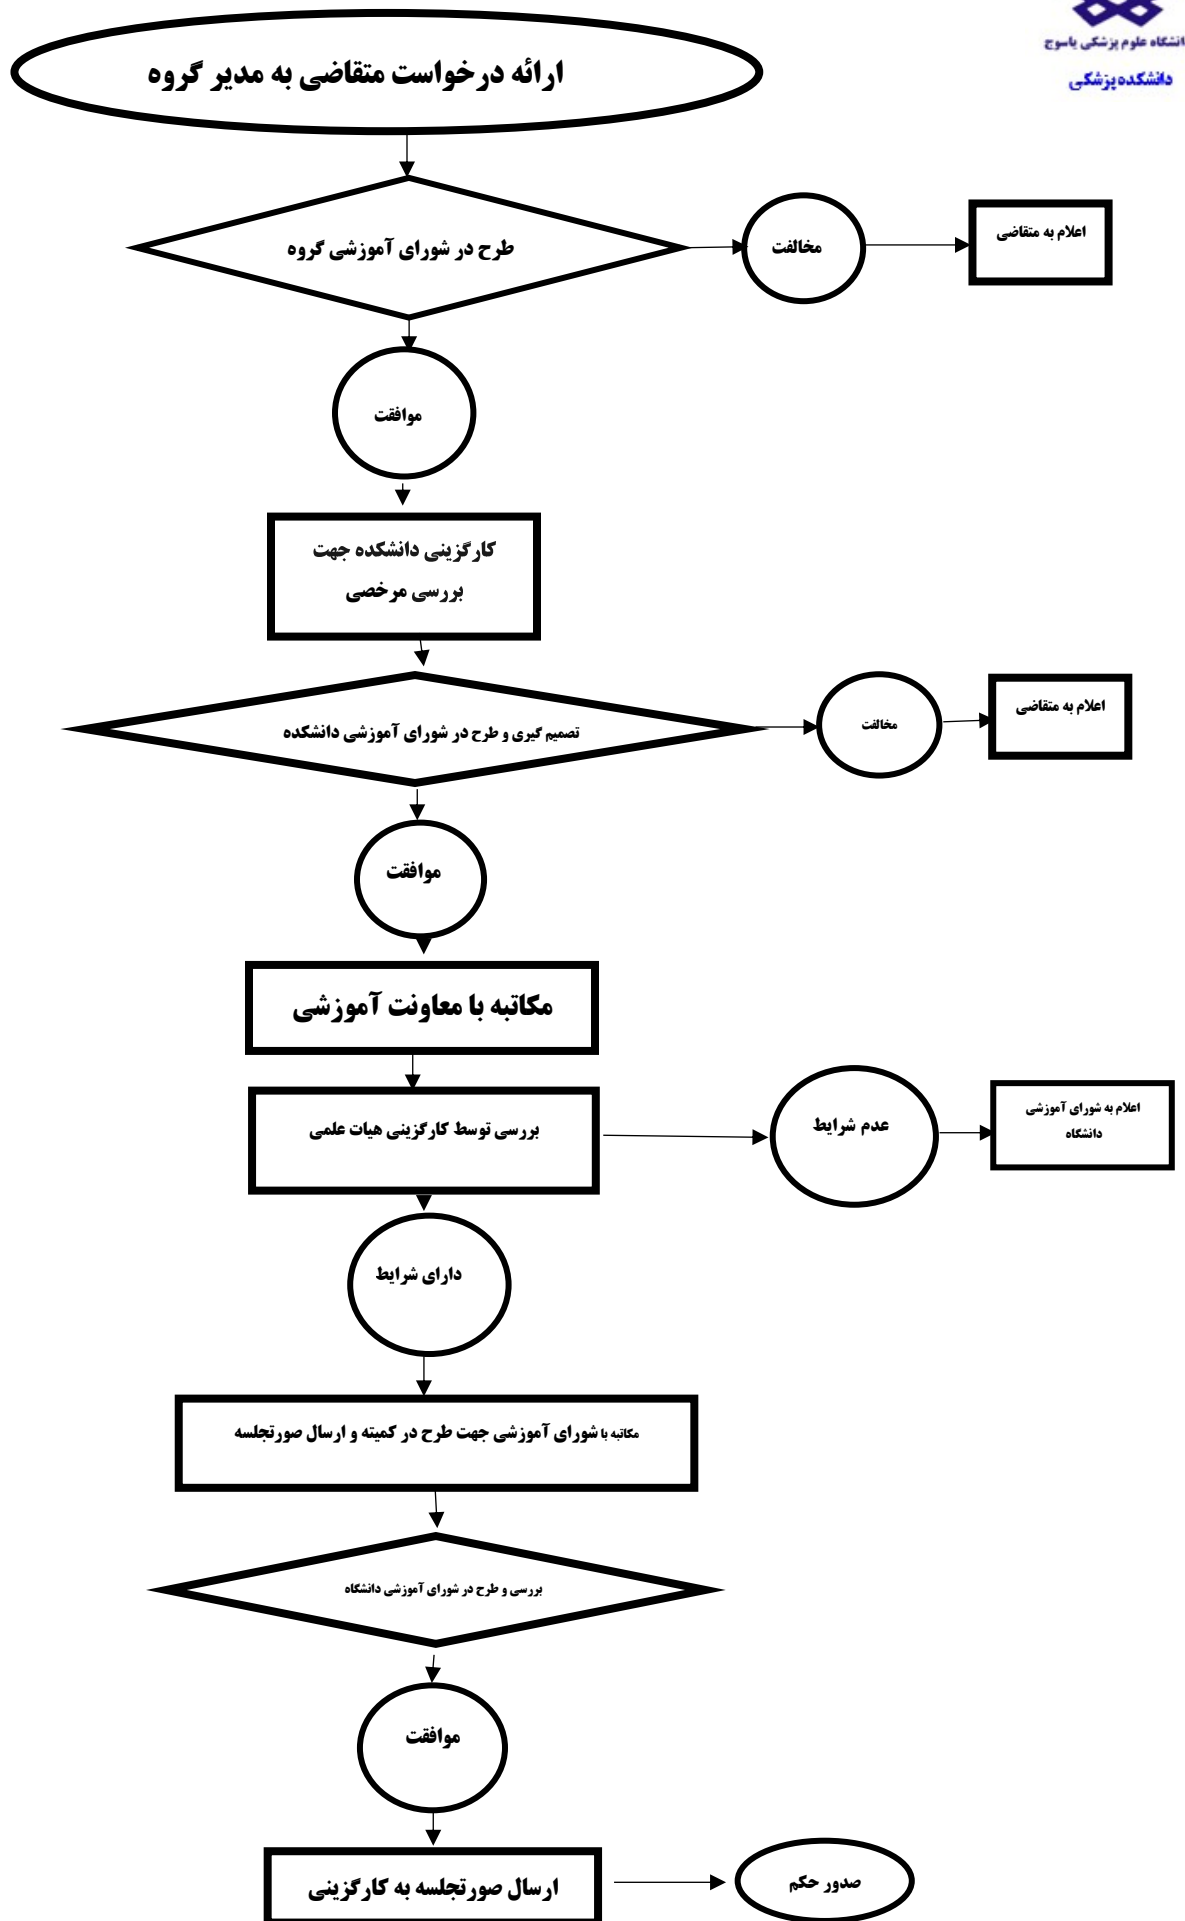 انشگاه علوم پزشکی یاسوج
دانشکده پزشکی
ارائه درخواست متقاضی به مدیر گروه
طرح در شورای آموزشی گروه
مخالفت
اعلام به متقاضی
موافقت
کارگزینی دانشکده جهت
بررسی مرخصی
تصمیم گیری و طرح در شورای آموزشی دانشکده
مخالفت
اعلام به متقاضی
موافقت
مکاتبه با معاونت آموزشی
بررسی توسط کارگزینی هیات علمی
عدم شرایط
اعلام به شورای آموزشی
دانشگاه
دارای شرایط
مکاتبه با شورای آموزشی جهت طرح در کمیته و ارسال صورتجلسه
بررسی و طرح در شورای آموزشی دانشگاه
موافقت
ارسال صورتجلسه به کارگزینی
صدور حکم